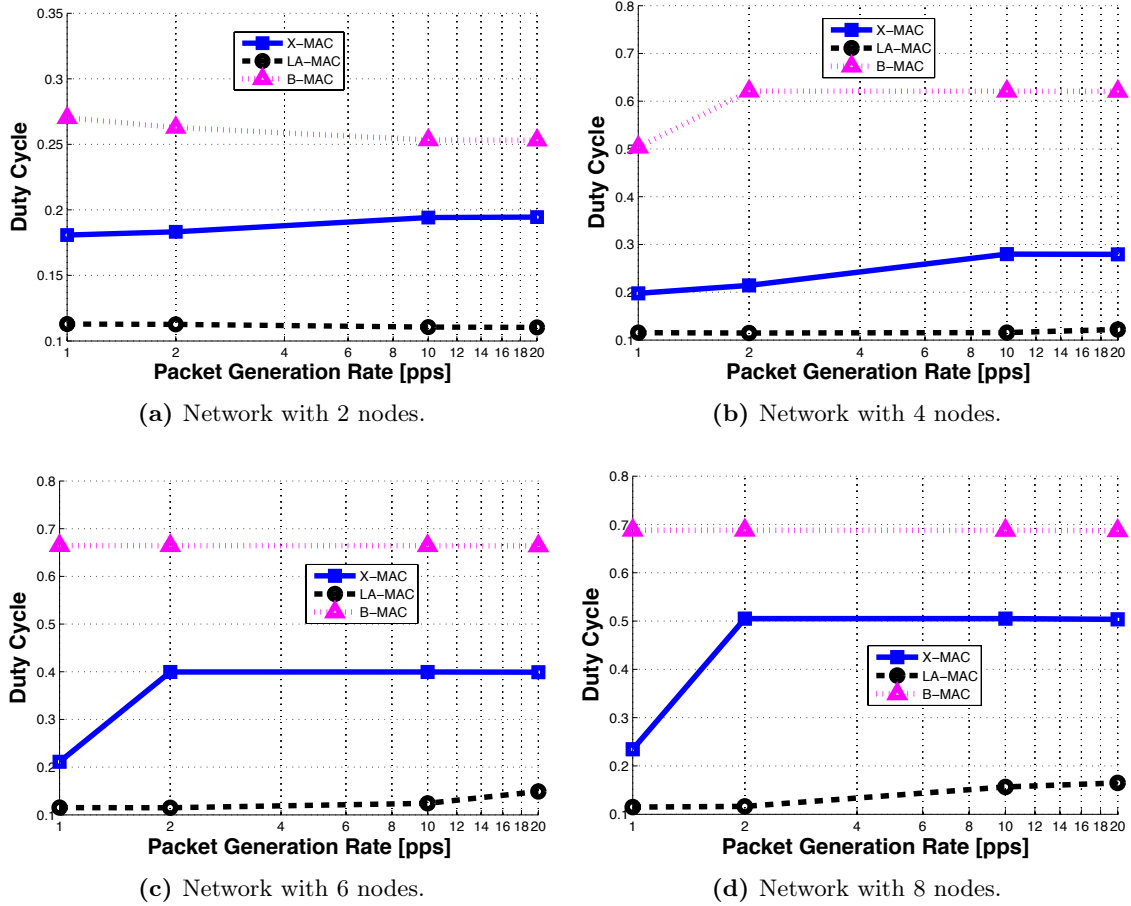 0.35
0.3
0.25
0.2
0.15
0.1
Duty Cycle
X−MAC
LA−MAC
B−MAC
1 2 4 6 8 10 12 14 16 18 20
Packet Generation Rate [pps]
(a) Network with 2 nodes.
0.8
0.7
0.6
0.5
0.4
0.3
0.2
0.1
Duty Cycle
X−MAC
LA−MAC
B−MAC
1 2 4 6 8 10 12 14 16 18 20
Packet Generation Rate [pps]
(b) Network with 4 nodes.
0.8
0.7
0.6
0.5
0.4
0.3
0.2
0.1
Duty Cycle
X−MAC
LA−MAC
B−MAC
1 2 4 6 8 10 12 14 16 18 20
Packet Generation Rate [pps]
(c) Network with 6 nodes.
0.8
0.7
0.6
0.5
0.4
0.3
0.2
0.1
Duty Cycle
X−MAC
LA−MAC
B−MAC
1 2 4 6 8 10 12 14 16 18 20
Packet Generation Rate [pps]
(d) Network with 8 nodes.